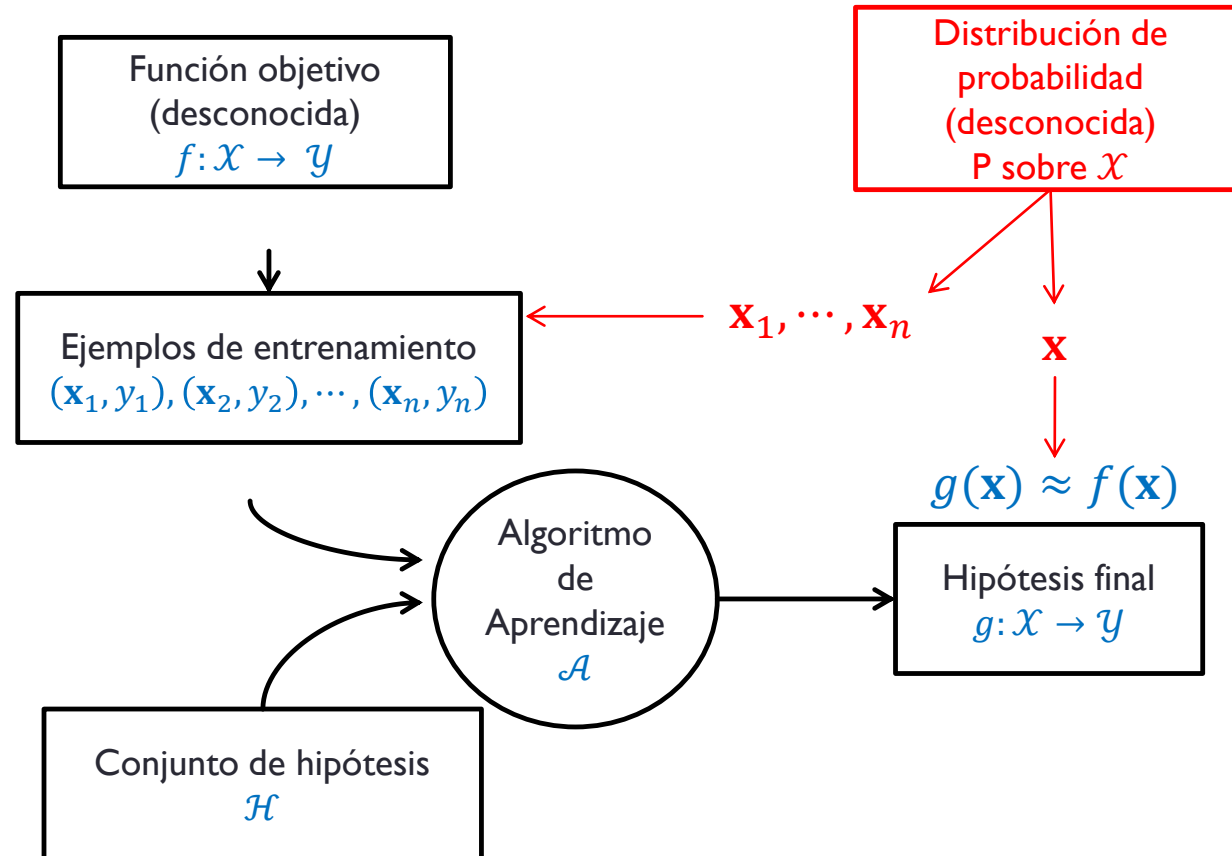 Función objetivo
(desconocida)
𝑓: 𝒳 → 𝒴
Distribución de
probabilidad
(desconocida)
P sobre 𝒳
Ejemplos de entrenamiento
(𝐱₁, 𝑦₁), (𝐱₂, 𝑦₂), ⋯ , (𝐱ₙ, 𝑦ₙ)
𝐱₁, ⋯ , 𝐱ₙ
𝐱
𝑔(𝐱) ≈ 𝑓(𝐱)
Algoritmo
de
Aprendizaje
𝒜
Hipótesis final
𝑔: 𝒳 → 𝒴
Conjunto de hipótesis
ℋ